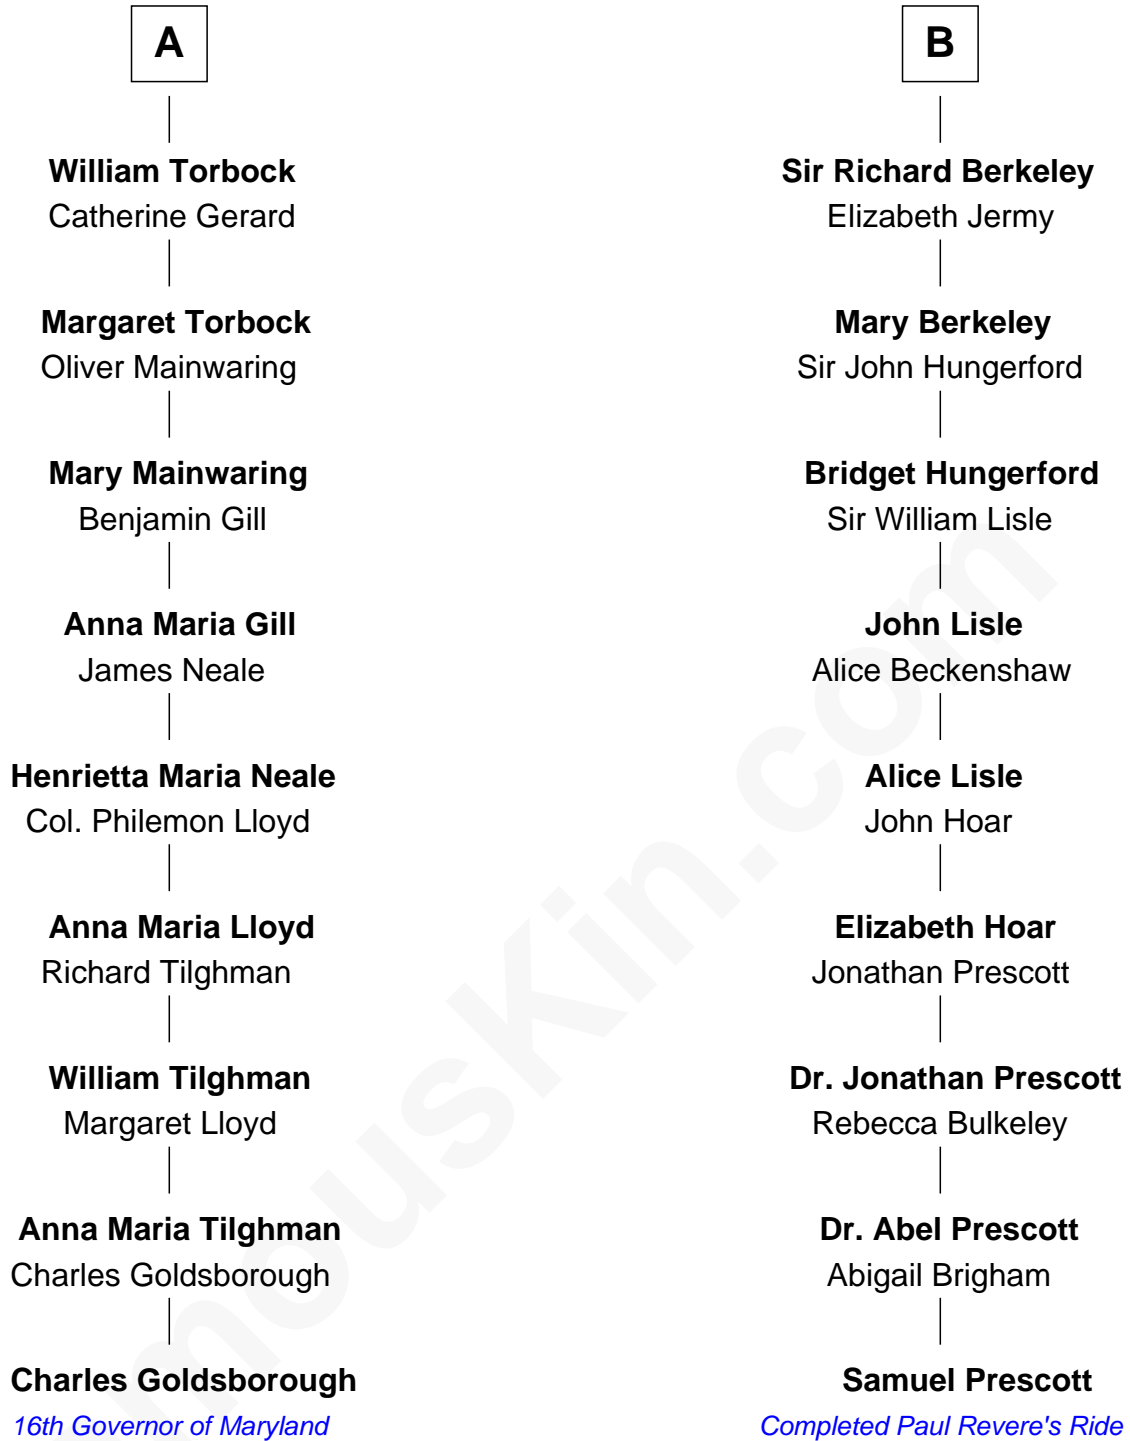 A
William Torbock
Catherine Gerard
Margaret Torbock
Oliver Mainwaring
Mary Mainwaring
Benjamin Gill
Anna Maria Gill
James Neale
Henrietta Maria Neale
Col. Philemon Lloyd
Anna Maria Lloyd
Richard Tilghman
William Tilghman
Margaret Lloyd
Anna Maria Tilghman
Charles Goldsborough
Charles Goldsborough
16th Governor of Maryland
B
Sir Richard Berkeley
Elizabeth Jermy
Mary Berkeley
Sir John Hungerford
Bridget Hungerford
Sir William Lisle
John Lisle
Alice Beckenshaw
Alice Lisle
John Hoar
Elizabeth Hoar
Jonathan Prescott
Dr. Jonathan Prescott
Rebecca Bulkeley
Dr. Abel Prescott
Abigail Brigham
Samuel Prescott
Completed Paul Revere's Ride
mouskin.com